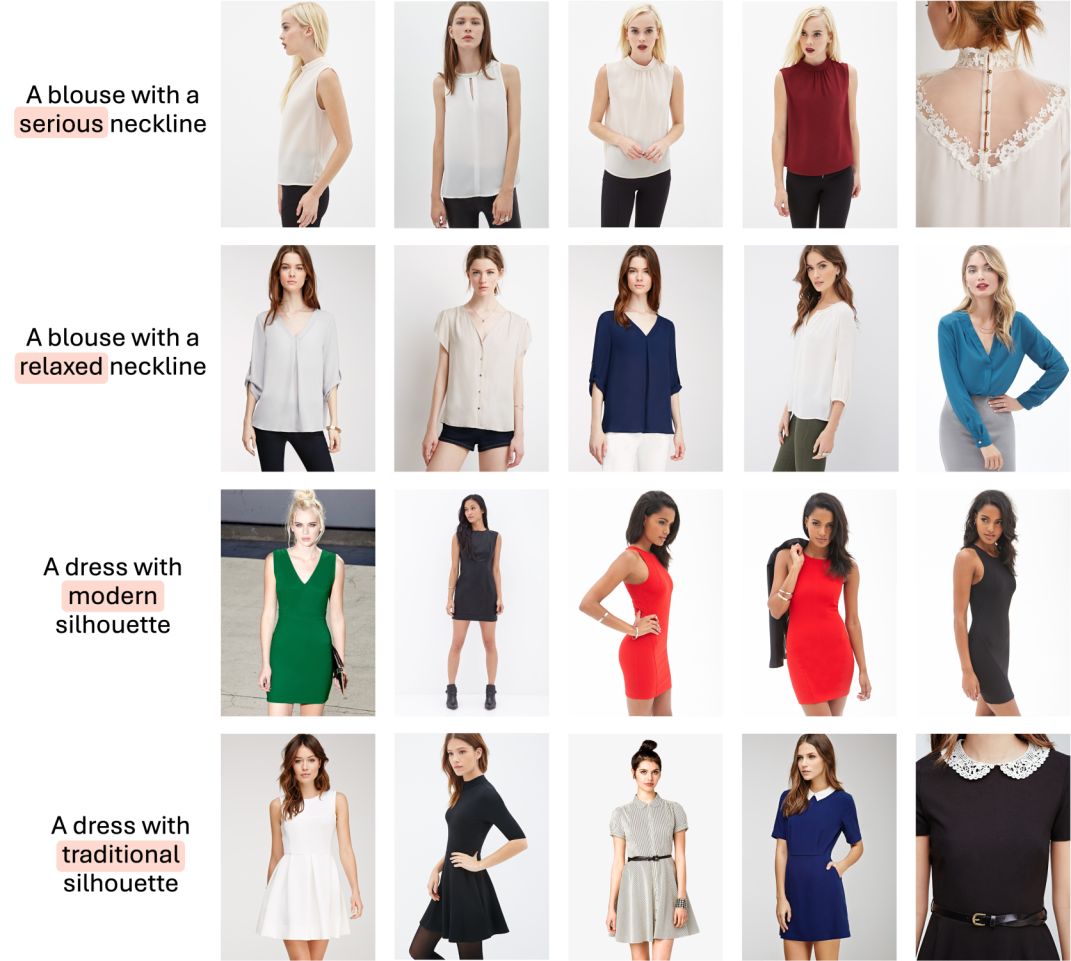 A blouse with a
serious neckline
A blouse with a
relaxed neckline
A dress with
modern
silhouette
A dress with
traditional
silhouette